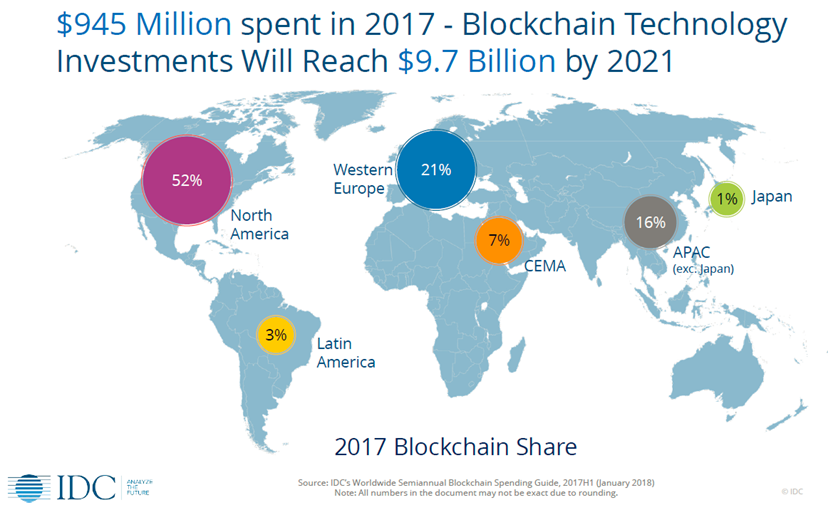 $945 Million spent in 2017 - Blockchain Technology
Investments Will Reach $9.7 Billion by 2021
52%
North
America
Western
Europe
21%
7%
CEMA
16%
APAC
(exc. Japan)
1%
Japan
3%
Latin
America
2017 Blockchain Share
IDC
ANALYZE
THE
FUTURE
Source: IDC's Worldwide Semiannual Blockchain Spending Guide, 2017H1 (January 2018)
Note: All numbers in the document may not be exact due to rounding.
© IDC